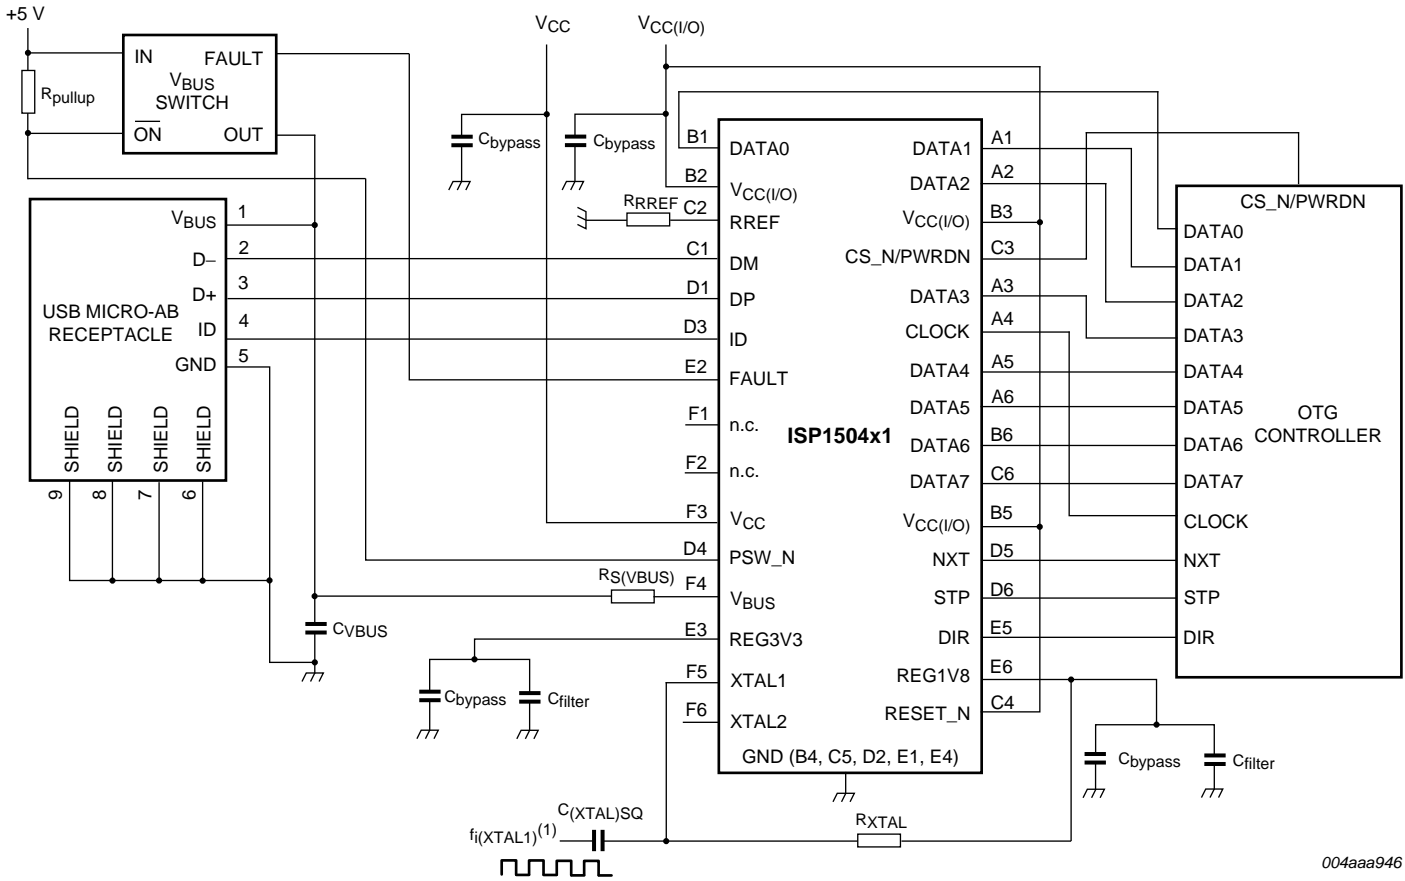 +5 V
IN
FAULT
VBUS
SWITCH
ON
OUT
Rpullup
VCC
VCC(I/O)
Cbypass
Cbypass
VBUS
1
D–
2
D+
3
ID
4
GND
5
USB MICRO-AB
RECEPTACLE
SHIELD
SHIELD
SHIELD
SHIELD
9
8
7
6
CVBUS
RRREF
RS(VBUS)
Cbypass
Cfilter
B1
DATA0
B2
VCC(I/O)
C2
RREF
C1
DM
D1
DP
D3
ID
E2
FAULT
F1
n.c.
F2
n.c.
F3
VCC
D4
PSW_N
F4
VBUS
E3
REG3V3
F5
XTAL1
F6
XTAL2
ISP1504x1
GND (B4, C5, D2, E1, E4)
DATA1
A1
DATA2
A2
VCC(I/O)
B3
CS_N/PWRDN
C3
DATA3
A3
CLOCK
A4
DATA4
A5
DATA5
A6
DATA6
B6
DATA7
C6
VCC(I/O)
B5
NXT
D5
STP
D6
DIR
E5
REG1V8
E6
RESET_N
C4
CS_N/PWRDN
DATA0
DATA1
DATA2
DATA3
DATA4
DATA5
DATA6
DATA7
CLOCK
NXT
STP
DIR
OTG
CONTROLLER
Cbypass
Cfilter
C(XTAL)SQ
fi(XTAL1)(1)
RXTAL
004aaa946